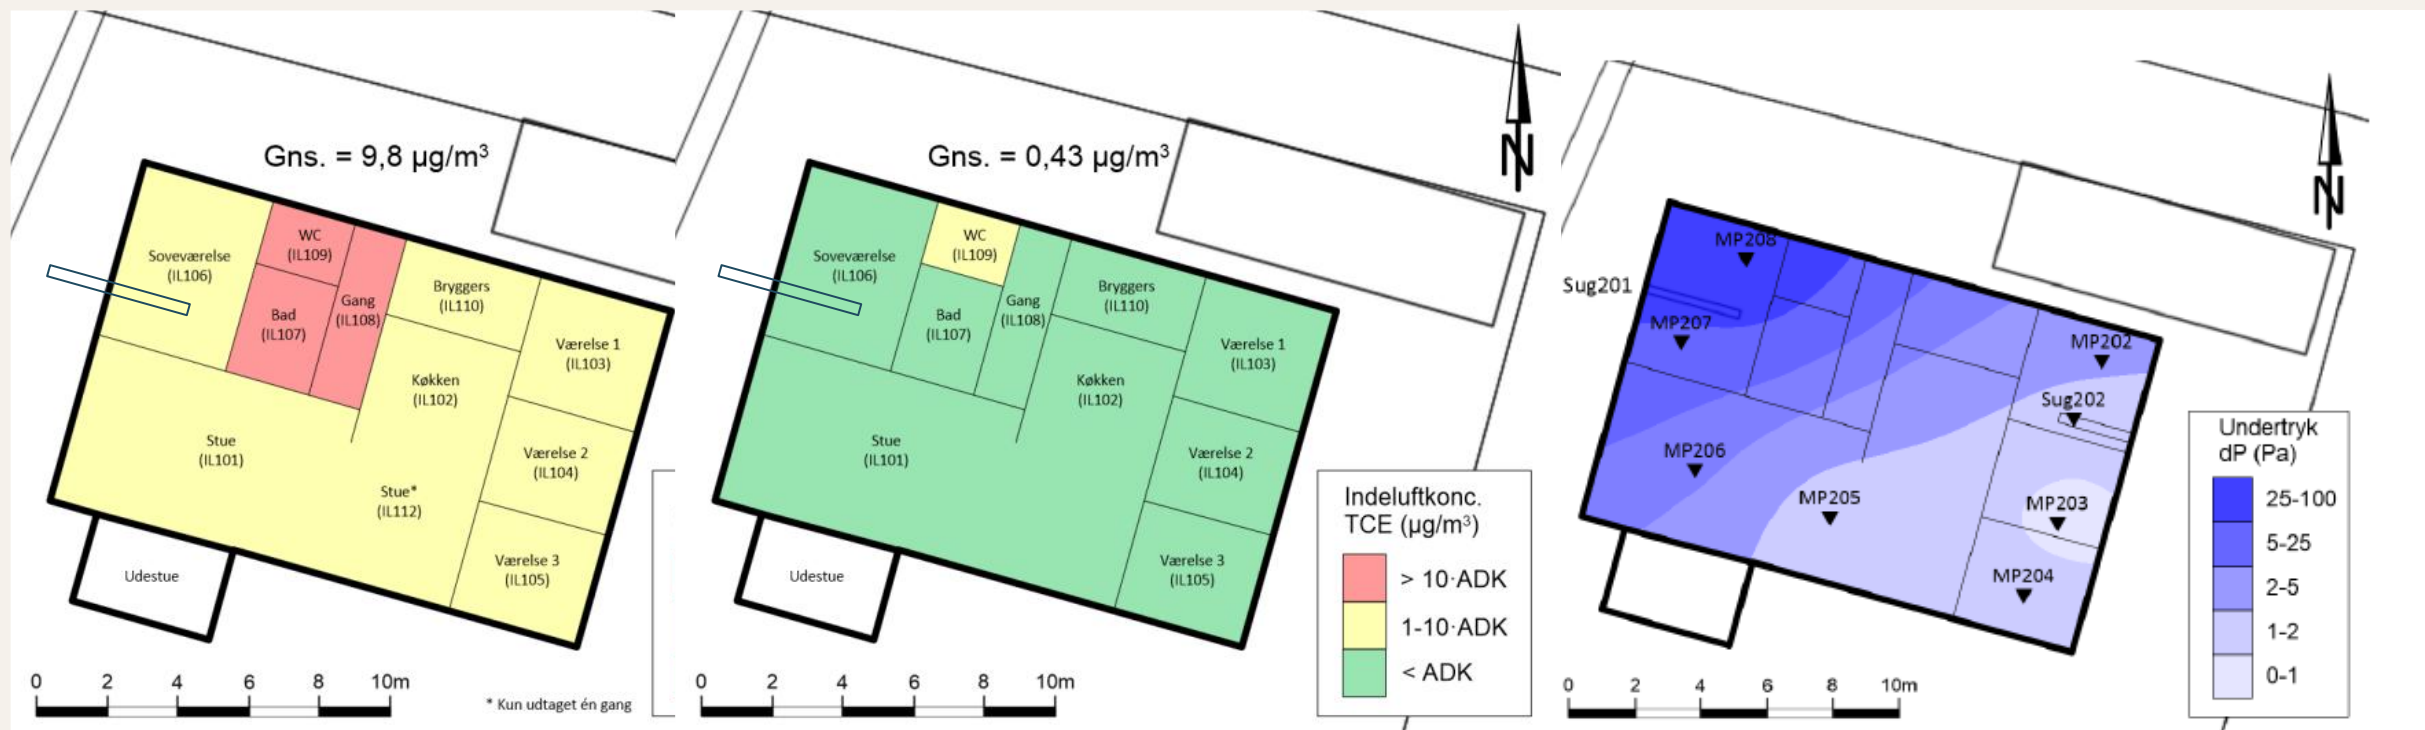 Gns. = 9,8 µg/m³
Soveværelse
(IL106)
WC
(IL109)
Bad
(IL107)
Gang
(IL108)
Bryggers
(IL110)
Værelse 1
(IL103)
Køkken
(IL102)
Stue
(IL101)
Værelse 2
(IL104)
Stue*
(IL112)
Værelse 3
(IL105)
Udestue
0 2 4 6 8 10m
* Kun udtaget én gang
Gns. = 0,43 µg/m³
N
Soveværelse
(IL106)
WC
(IL109)
Bad
(IL107)
Gang
(IL108)
Bryggers
(IL110)
Værelse 1
(IL103)
Køkken
(IL102)
Stue
(IL101)
Værelse 2
(IL104)
Værelse 3
(IL105)
Udestue
Indeluftkonc.
TCE (µg/m³)
> 10·ADK
1-10·ADK
< ADK
0 2 4 6 8 10m
N
MP208
Sug201
MP207
MP202
Sug202
MP206
MP205
MP203
MP204
Undertryk
dP (Pa)
25-100
5-25
2-5
1-2
0-1
0 2 4 6 8 10m